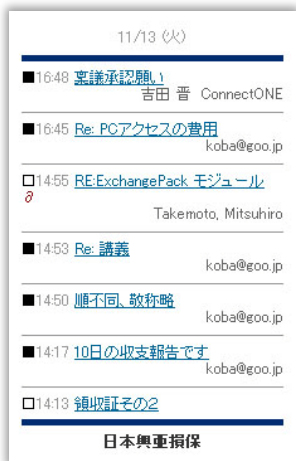 11/13 (火)
■16:48 稟議承認願い
吉田 晋 ConnectONE
■16:45 Re: PCアクセスの費用
koba@goo.jp
□14:55 RE:ExchangePack モジュール
Takemoto, Mitsuhiro
■14:53 Re: 講義
koba@goo.jp
■14:50 順不同、敬称略
koba@goo.jp
■14:17 10日の収支報告です
koba@goo.jp
□14:13 領収証その2
日本興亜損保